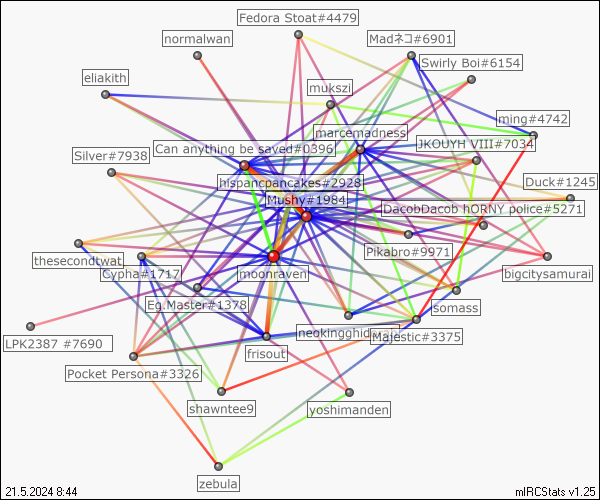 Fedora Stoat#4479
normalwan
Madネコ#6901
Swirly Boi#6154
eliakith
mukszi
ming#4742
marcemadness
JKOUYH VIII#7034
Can anything be saved#0396
Silver#7938
hispancpancakes#2928
Duck#1245
Mushy#1984
DacobDacob hORNY police#5271
thesecondtwat
Pikabro#9971
Cypha#1717
moonraven
bigcitysamurai
Eg.Master#1378
somass
LPK2387 #7690
neokingghid
Majestic#3375
frisout
Pocket Persona#3326
shawntee9
yoshimanden
zebula
21.5.2024 8:44
mIRCStats v1.25